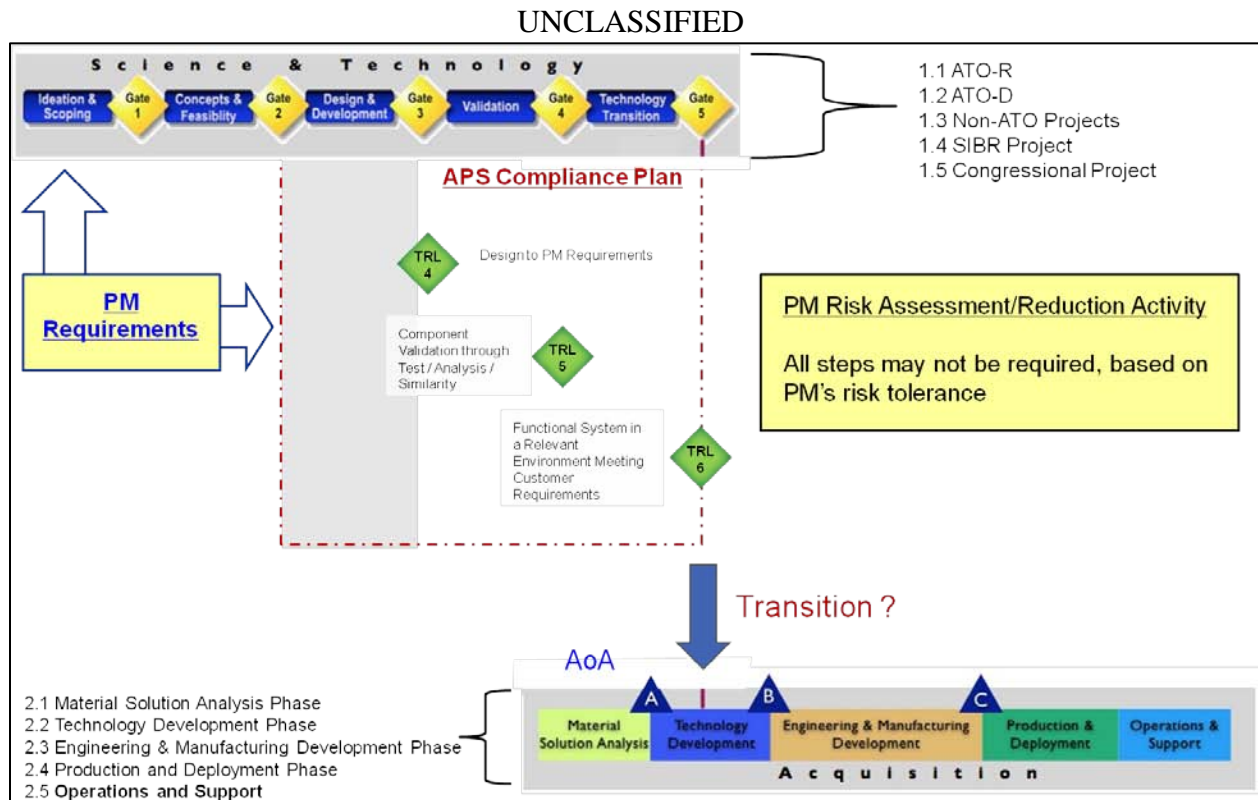 UNCLASSIFIED
Science & Technology
Ideation &
Scoping
Gate
1
Concepts &
Feasiblity
Gate
2
Design &
Development
Gate
3
Validation
Gate
4
Technology
Transition
Gate
5
1.1 ATO-R
1.2 ATO-D
1.3 Non-ATO Projects
1.4 SIBR Project
1.5 Congressional Project
APS Compliance Plan
TRL
4
Design to PM Requirements
PM
Requirements
Component
Validation through
Test / Analysis /
Similarity
TRL
5
PM Risk Assessment/Reduction Activity
All steps may not be required, based on
PM's risk tolerance
Functional System in
a Relevant
Environment Meeting
Customer
Requirements
TRL
6
Transition ?
AoA
2.1 Material Solution Analysis Phase
2.2 Technology Development Phase
2.3 Engineering & Manufacturing Development Phase
2.4 Production and Deployment Phase
2.5 Operations and Support
A
B
C
Material
Solution Analysis
Technology
Development
Engineering & Manufacturing
Development
Production &
Deployment
Operations &
Support
Acquisition